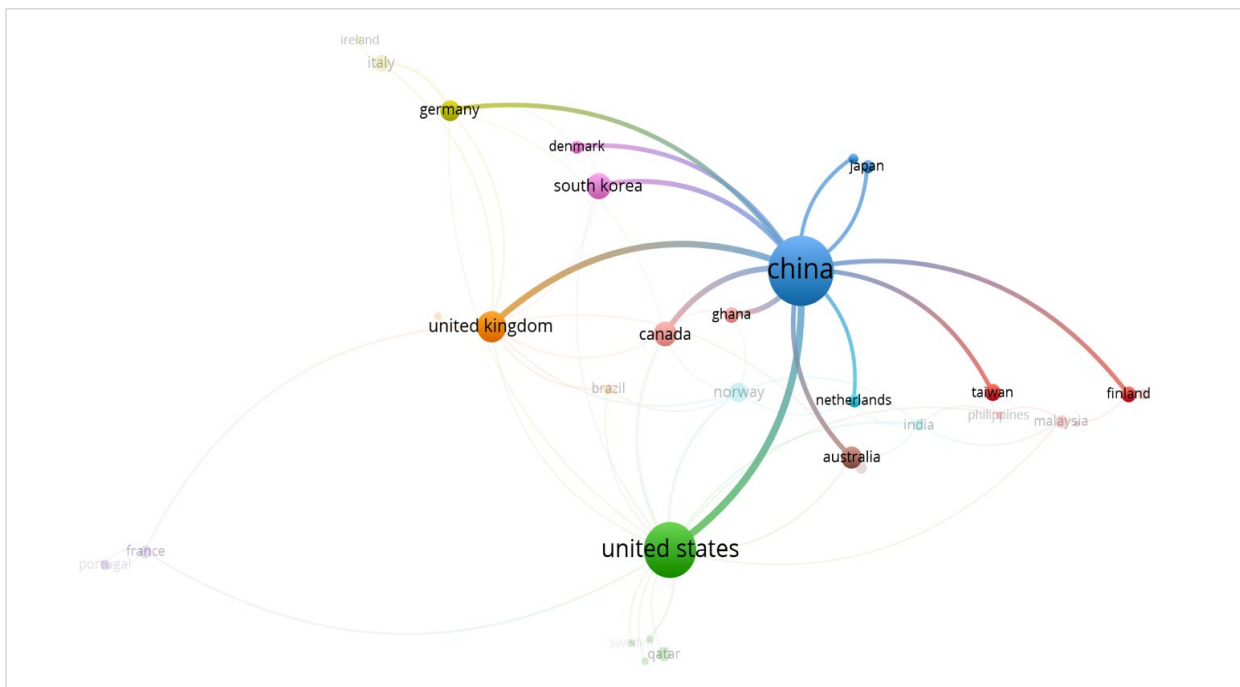 ireland
italy
germany
denmark
japan
south korea
china
ghana
united kingdom
canada
brazil
norway
taiwan
finland
netherlands
philippines
malaysia
india
australia
united states
france
portugal
sweden
qatar